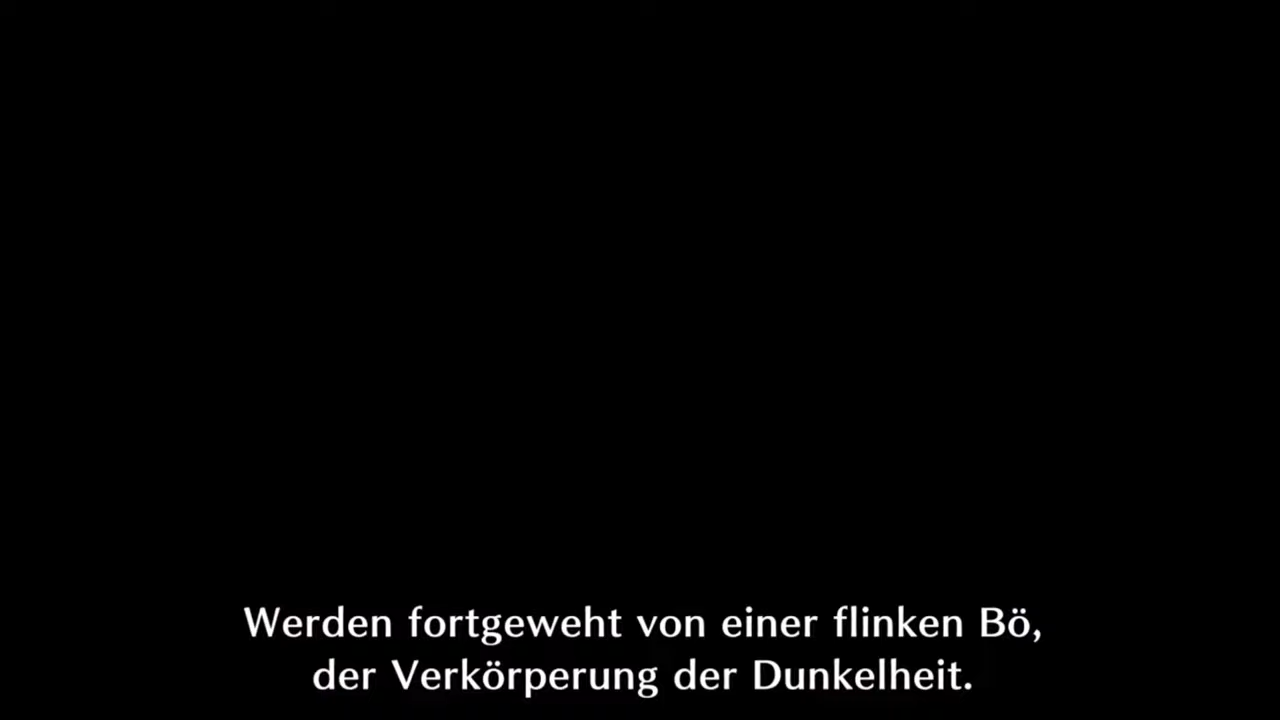 Werden fortgeweht von einer flinken Bö,
der Verkörperung der Dunkelheit.